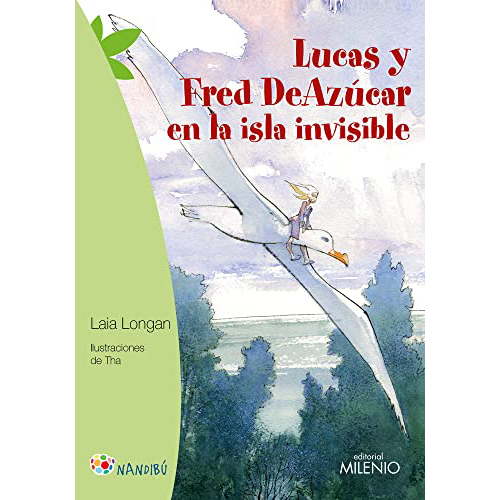 Lucas y
Fred DeAzúcar
en la isla invisible
Laia Longan
Ilustraciones
de Tha
NANDIBÚ
editorial
MILENIO